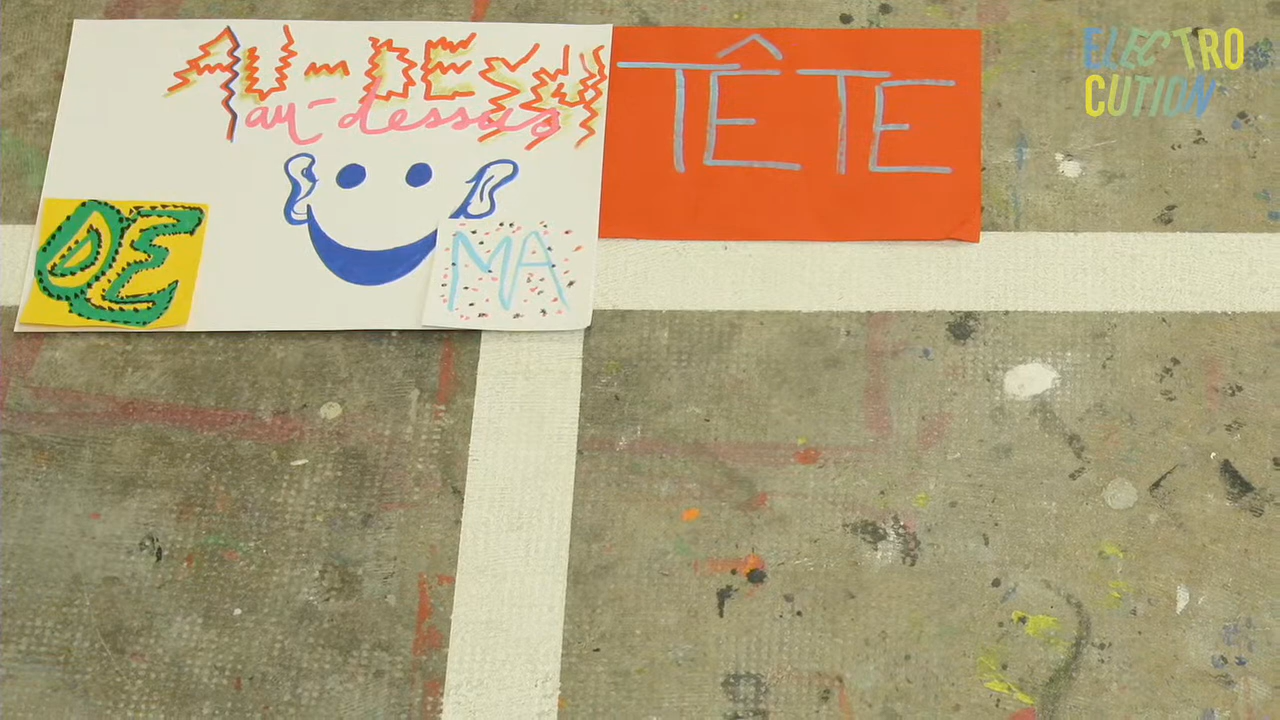 AU-DESSUS
au-dessus
DE
MA
TÊTE
ELECTRO
CUTION